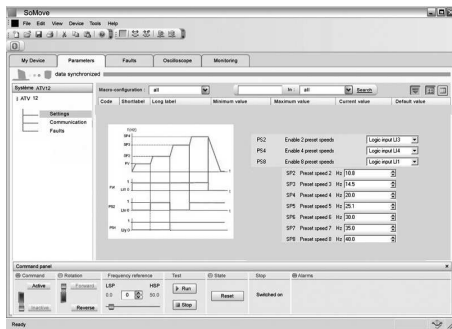 SoMove
File Edit View Device Tools Help
My Device Parameters Faults Oscilloscope Monitoring
data synchronized
Système ATV12
ATV 12
Settings
Communication
Faults
Macro-configuration : all In : all Search
Code Shortlabel Long label Minimum value Maximum value Current value Default value
SP4
SP3
SP2
PS2 Enable 2 preset speeds Logic input LI3
PS4 Enable 4 preset speeds Logic input LI4
PS8 Enable 8 preset speeds Logic input LI1
SP2 Preset speed 2 Hz 10.8
SP3 Preset speed 3 Hz 14.5
SP4 Preset speed 4 Hz 20.0
SP5 Preset speed 5 Hz 25.1
SP6 Preset speed 6 Hz 30.0
SP7 Preset speed 7 Hz 35.0
SP8 Preset speed 8 Hz 40.0
Command panel
Command Rotation Frequency reference Test State Stop Alarms
Active Forward LSP HSP Run
0.0 0 50.0 Reset Switched on
Inactive Reverse Stop
Ready